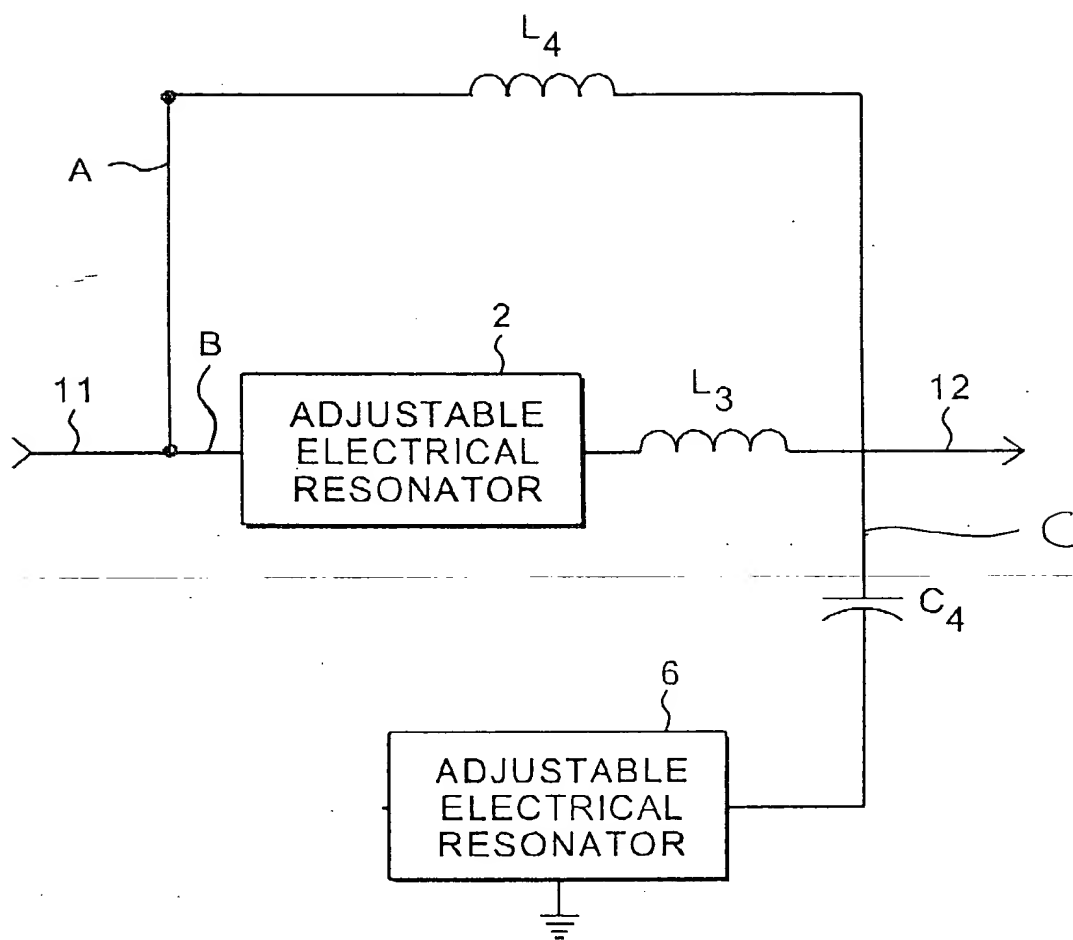 L4
A
2
B
11
ADJUSTABLE
ELECTRICAL
RESONATOR
L3
12
C
C4
6
ADJUSTABLE
ELECTRICAL
RESONATOR